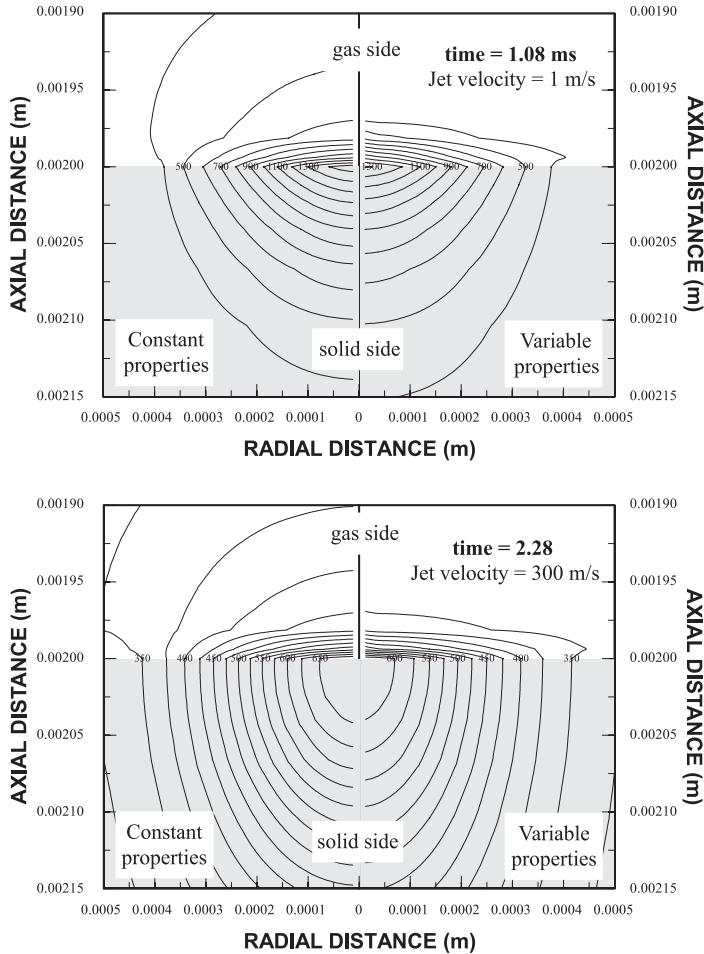 0.00190
0.00190
gas side
time = 1.08 ms
Jet velocity = 1 m/s
0.00195
0.00195
AXIAL DISTANCE (m)
AXIAL DISTANCE (m)
0.00200
500 700 900 1100 1300 1300 1100 900 700 500
0.00200
0.00205
0.00205
0.00210
0.00210
Constant
properties
solid side
Variable
properties
0.00215
0.00215
0.0005 0.0004 0.0003 0.0002 0.0001 0 0.0001 0.0002 0.0003 0.0004 0.0005
RADIAL DISTANCE (m)
0.00190
0.00190
gas side
time = 2.28
Jet velocity = 300 m/s
0.00195
0.00195
AXIAL DISTANCE (m)
AXIAL DISTANCE (m)
0.00200
350 400 450 500 550 600 650 600 550 500 450 400 350
0.00200
0.00205
0.00205
0.00210
0.00210
Constant
properties
solid side
Variable
properties
0.00215
0.00215
0.0005 0.0004 0.0003 0.0002 0.0001 0 0.0001 0.0002 0.0003 0.0004 0.0005
RADIAL DISTANCE (m)